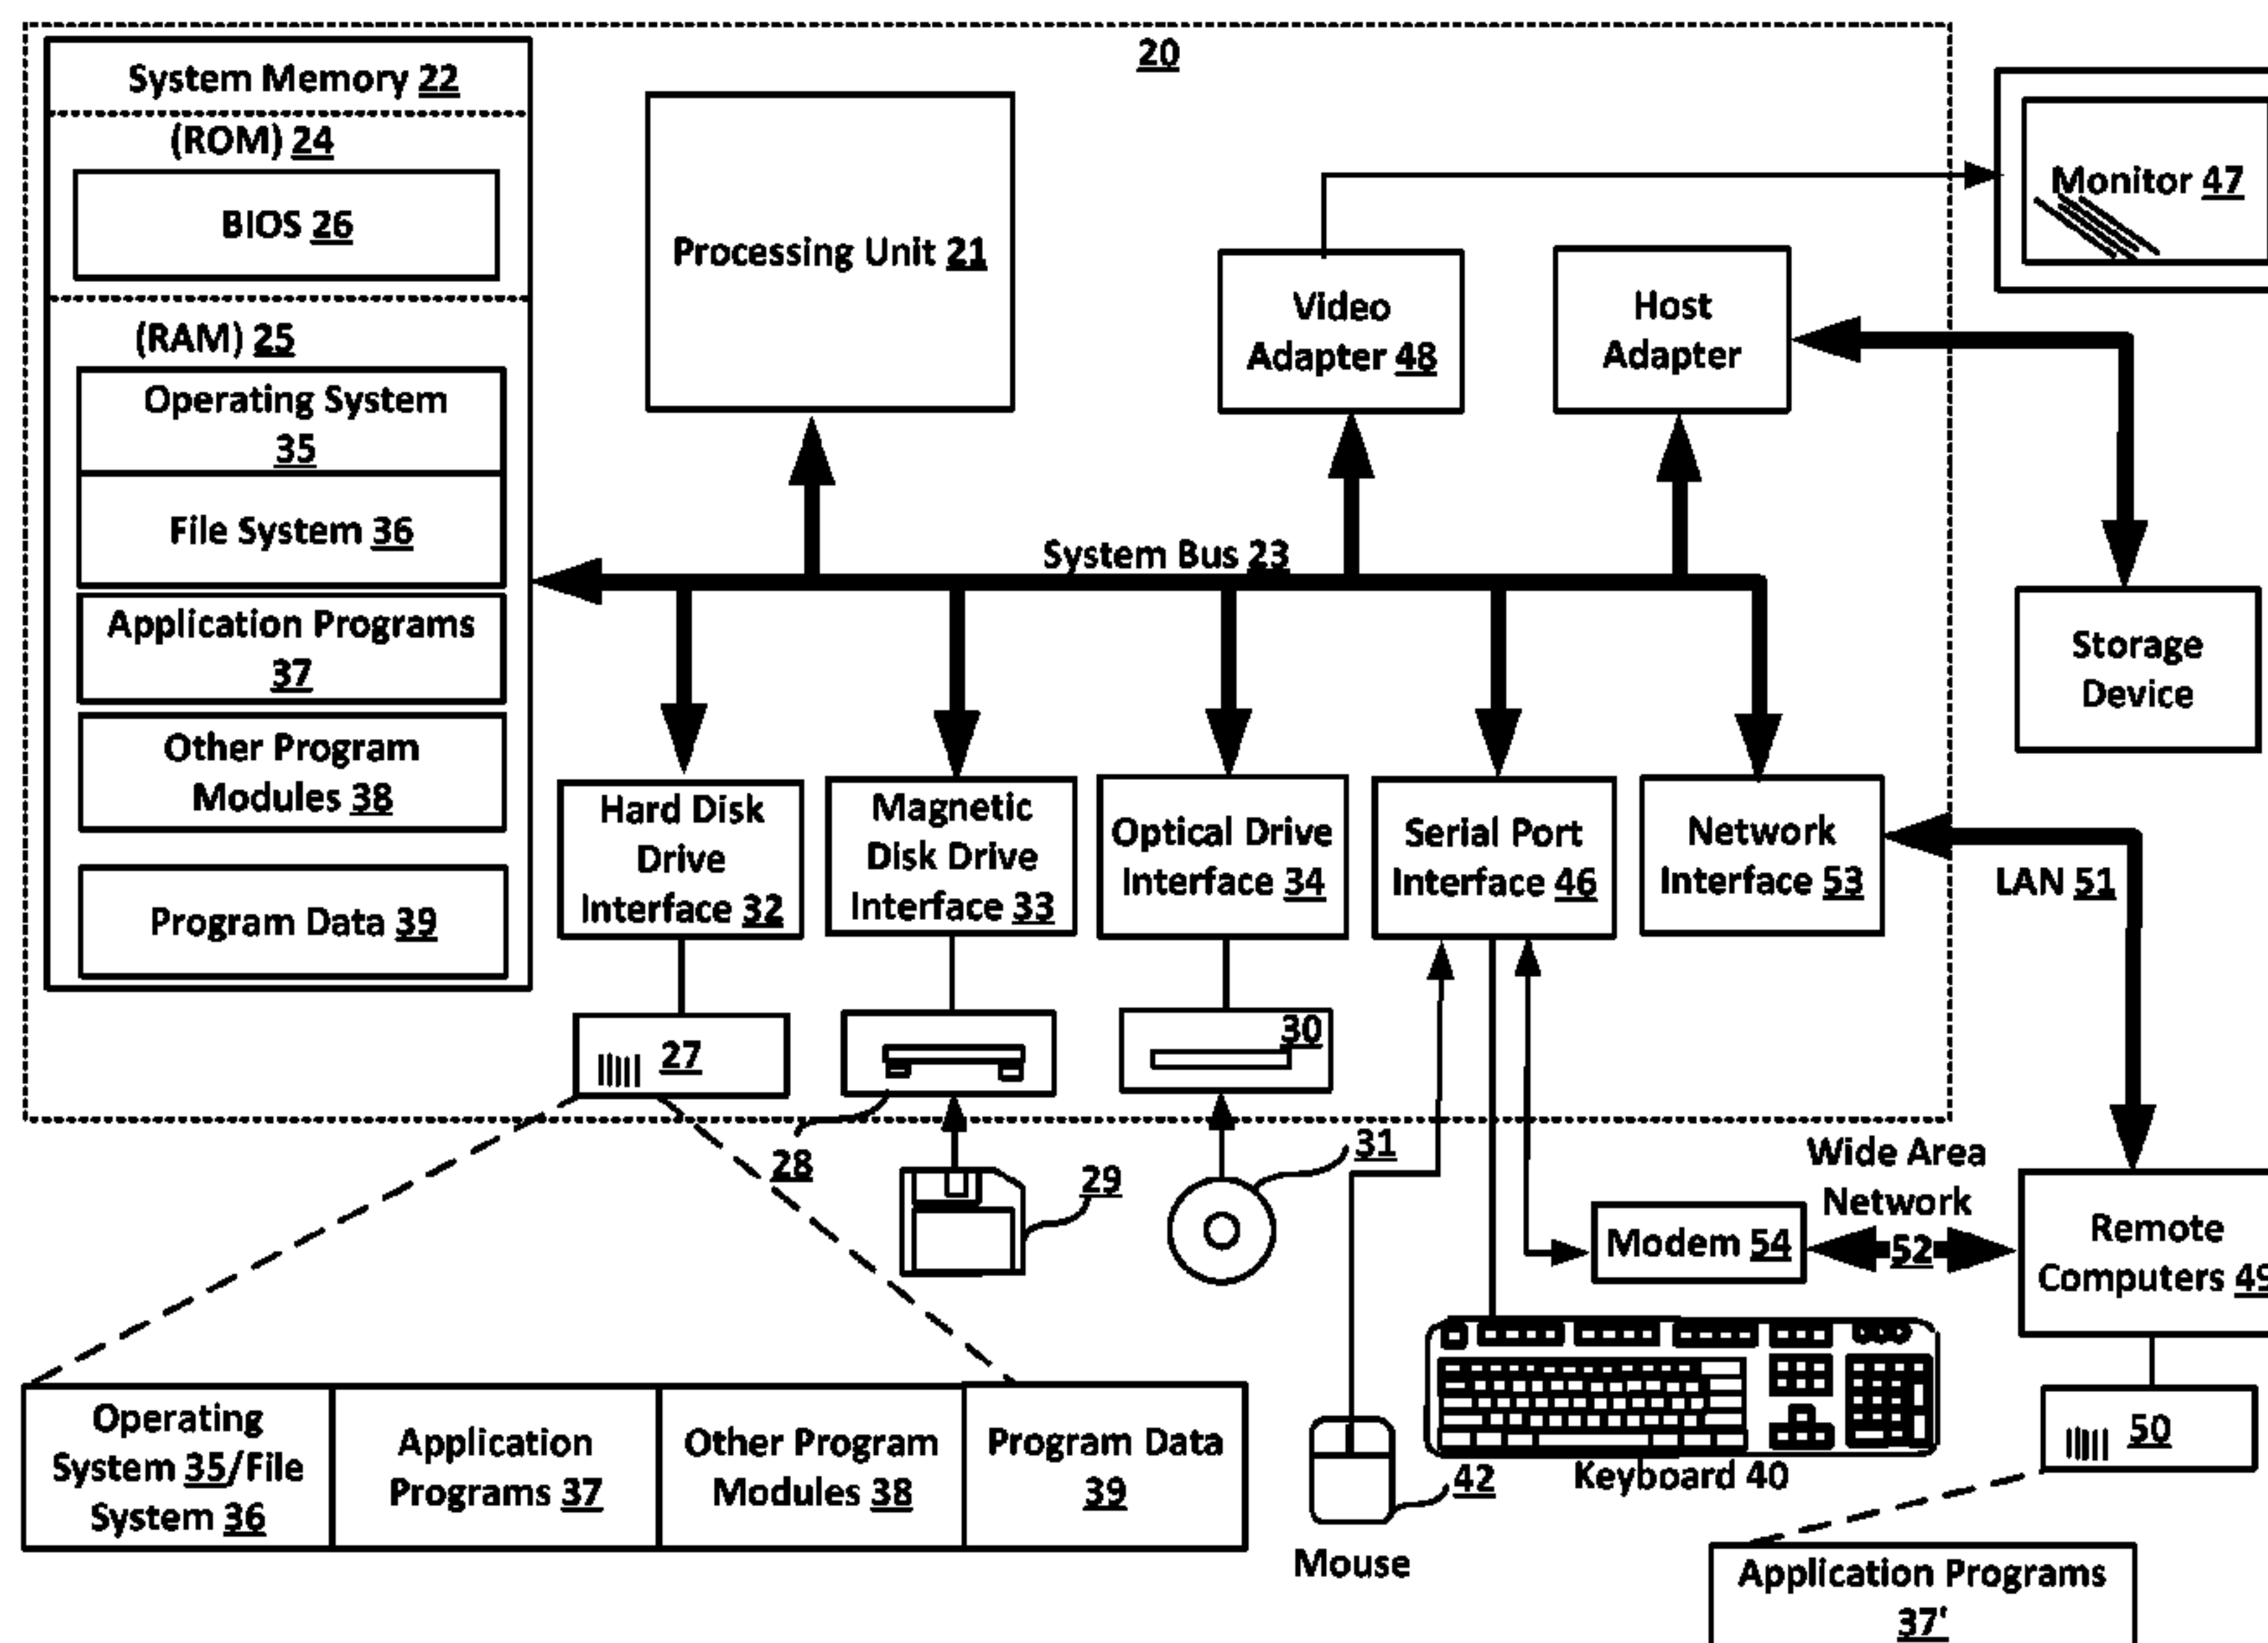 20
System Memory 22
(ROM) 24
BIOS 26
(RAM) 25
Operating System
35
File System 36
Application Programs
37
Other Program
Modules 38
Program Data 39
Processing Unit 21
Video
Adapter 48
Host
Adapter
Monitor 47
System Bus 23
Storage
Device
Hard Disk
Drive
Interface 32
Magnetic
Disk Drive
Interface 33
Optical Drive
Interface 34
Serial Port
Interface 46
Network
Interface 53
LAN 51
27
30
28
29
31
Wide Area
Network
52
Modem 54
Remote
Computers 49
50
Operating
System 35/File
System 36
Application
Programs 37
Other Program
Modules 38
Program Data
39
42
Mouse
Keyboard 40
Application Programs
37'